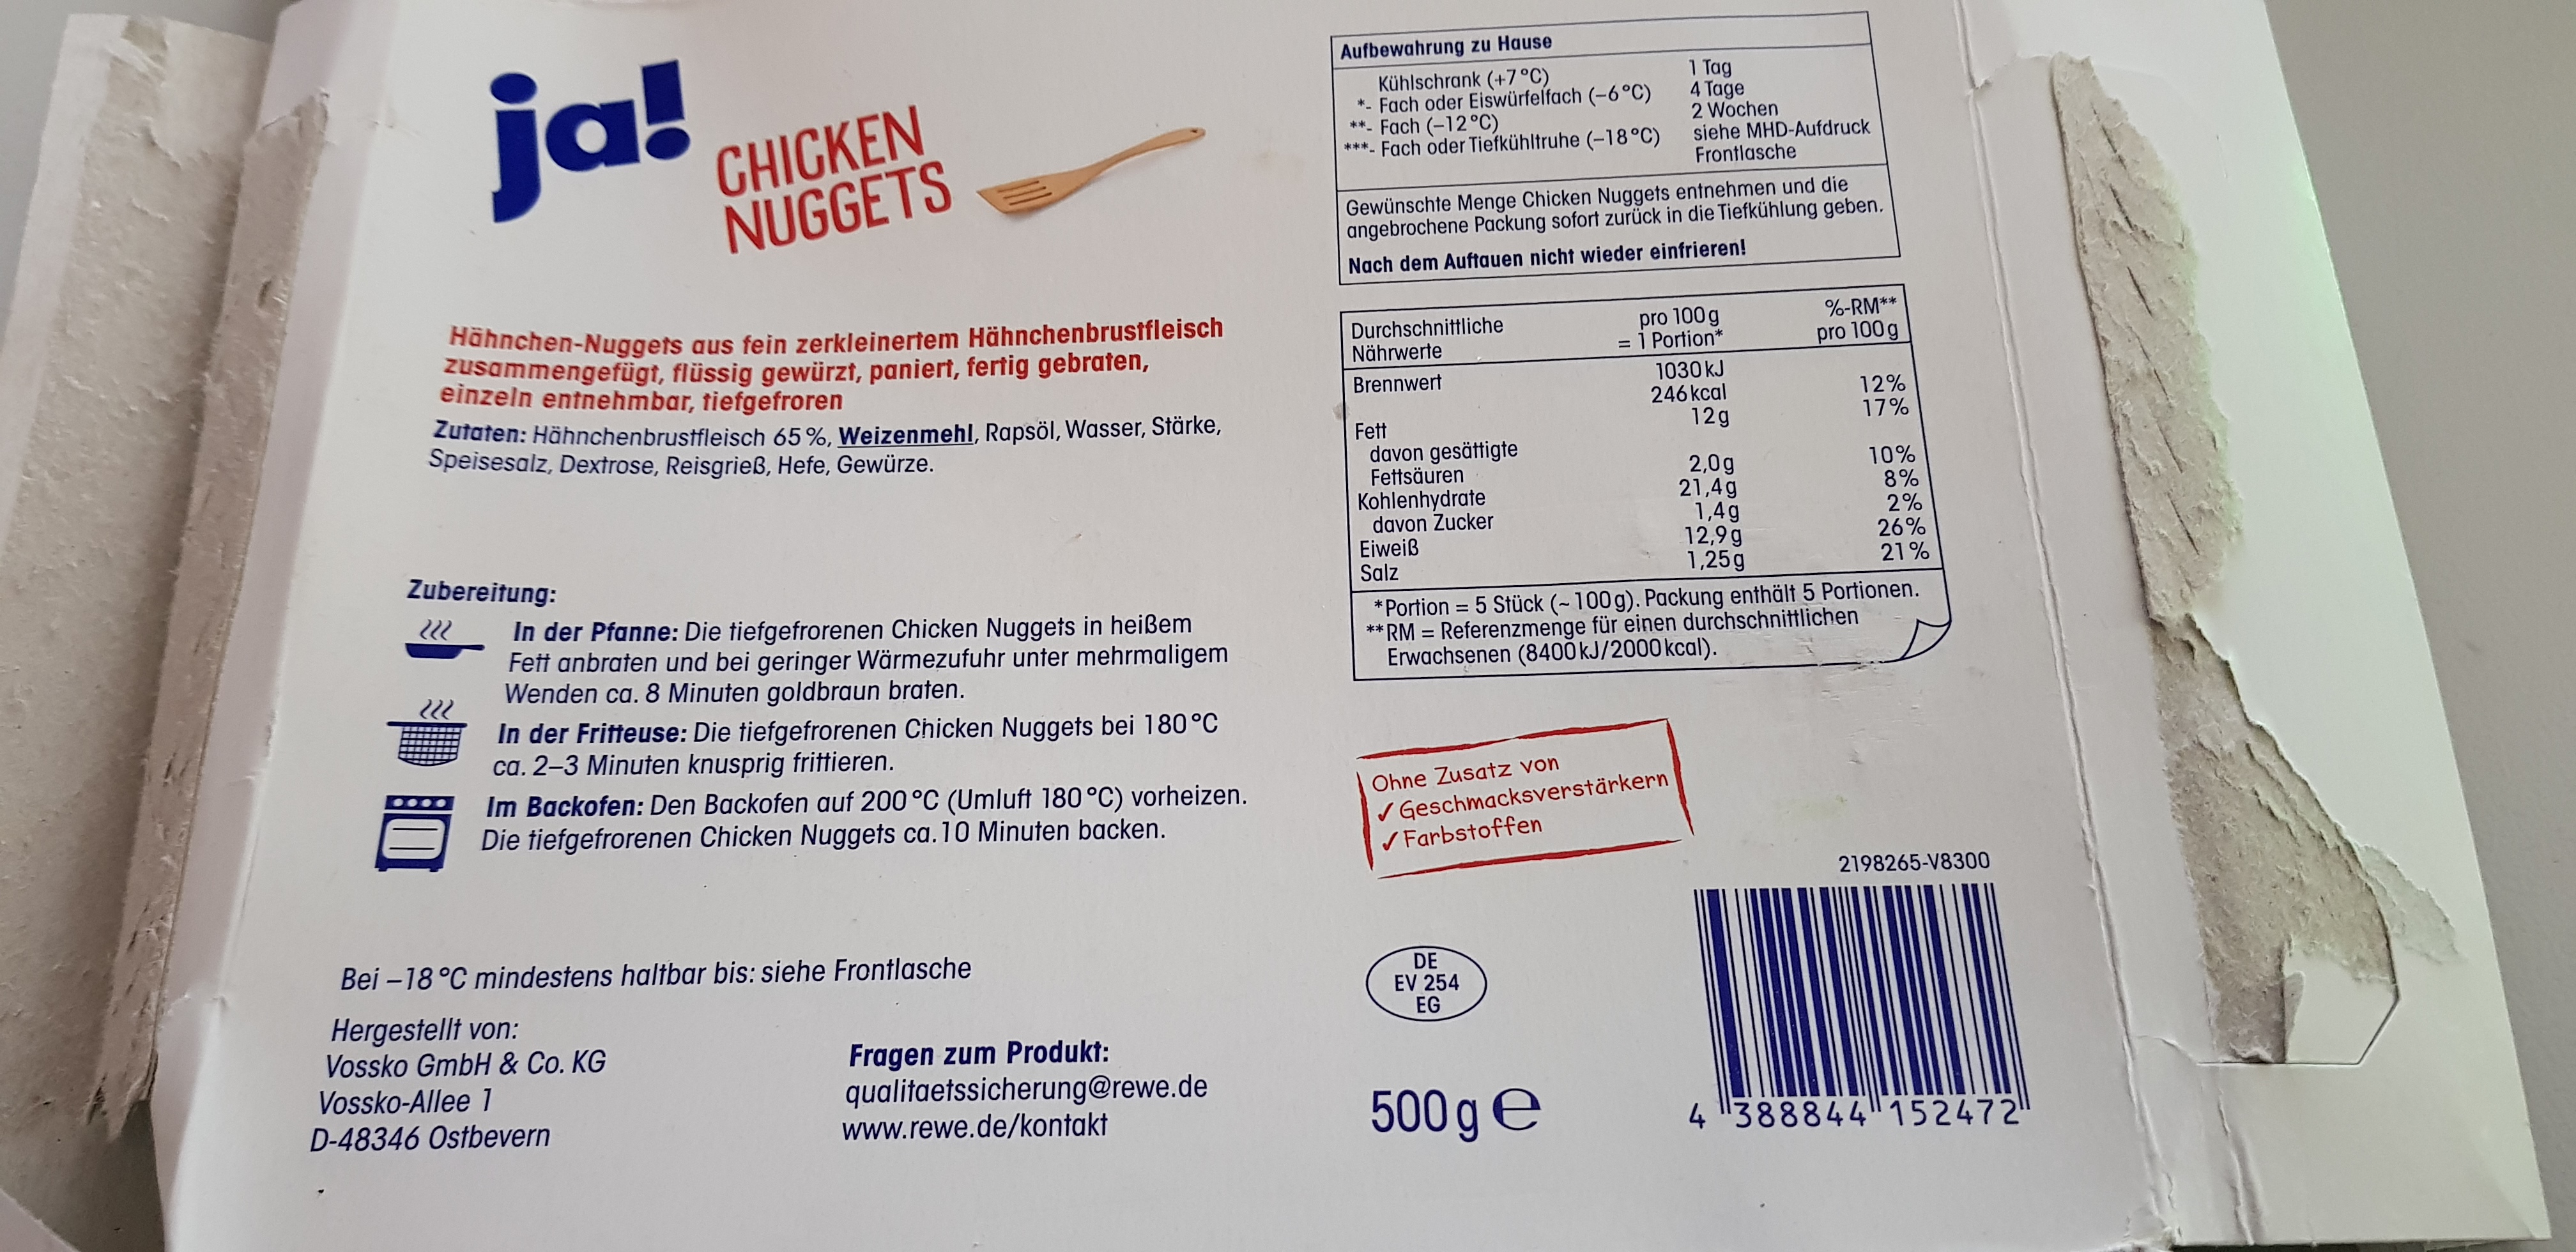 ja!
CHICKEN
NUGGETS
Hähnchen-Nuggets aus fein zerkleinertem Hähnchenbrustfleisch
zusammengefügt, flüssig gewürzt, paniert, fertig gebraten,
einzeln entnehmbar, tiefgefroren
Zutaten: Hähnchenbrustfleisch 65 %, Weizenmehl, Rapsöl, Wasser, Stärke,
Speisesalz, Dextrose, Reisgrieß, Hefe, Gewürze.
Zubereitung:
In der Pfanne: Die tiefgefrorenen Chicken Nuggets in heißem
Fett anbraten und bei geringer Wärmezufuhr unter mehrmaligem
Wenden ca. 8 Minuten goldbraun braten.
In der Fritteuse: Die tiefgefrorenen Chicken Nuggets bei 180 °C
ca. 2–3 Minuten knusprig frittieren.
Im Backofen: Den Backofen auf 200 °C (Umluft 180 °C) vorheizen.
Die tiefgefrorenen Chicken Nuggets ca. 10 Minuten backen.
Bei –18 °C mindestens haltbar bis: siehe Frontlasche
Hergestellt von:
Vossko GmbH & Co. KG
Vossko-Allee 1
D-48346 Ostbevern
Fragen zum Produkt:
qualitaetssicherung@rewe.de
www.rewe.de/kontakt
Aufbewahrung zu Hause
Kühlschrank (+7 °C) 1 Tag
*- Fach oder Eiswürfelfach (–6 °C) 4 Tage
**- Fach (–12 °C) 2 Wochen
***- Fach oder Tiefkühltruhe (–18 °C) siehe MHD-Aufdruck
Frontlasche
Gewünschte Menge Chicken Nuggets entnehmen und die
angebrochene Packung sofort zurück in die Tiefkühlung geben.
Nach dem Auftauen nicht wieder einfrieren!
Durchschnittliche pro 100 g %-RM**
Nährwerte = 1 Portion* pro 100 g
Brennwert 1030 kJ
246 kcal 12%
Fett 12 g 17%
davon gesättigte
Fettsäuren 2,0 g 10%
Kohlenhydrate 21,4 g 8%
davon Zucker 1,4 g 2%
Eiweiß 12,9 g 26%
Salz 1,25 g 21%
*Portion = 5 Stück (~ 100 g). Packung enthält 5 Portionen.
**RM = Referenzmenge für einen durchschnittlichen
Erwachsenen (8400 kJ/2000 kcal).
Ohne Zusatz von
✓ Geschmacksverstärkern
✓ Farbstoffen
2198265-V8300
DE
EV 254
EG
500 g e
4 388844 152472